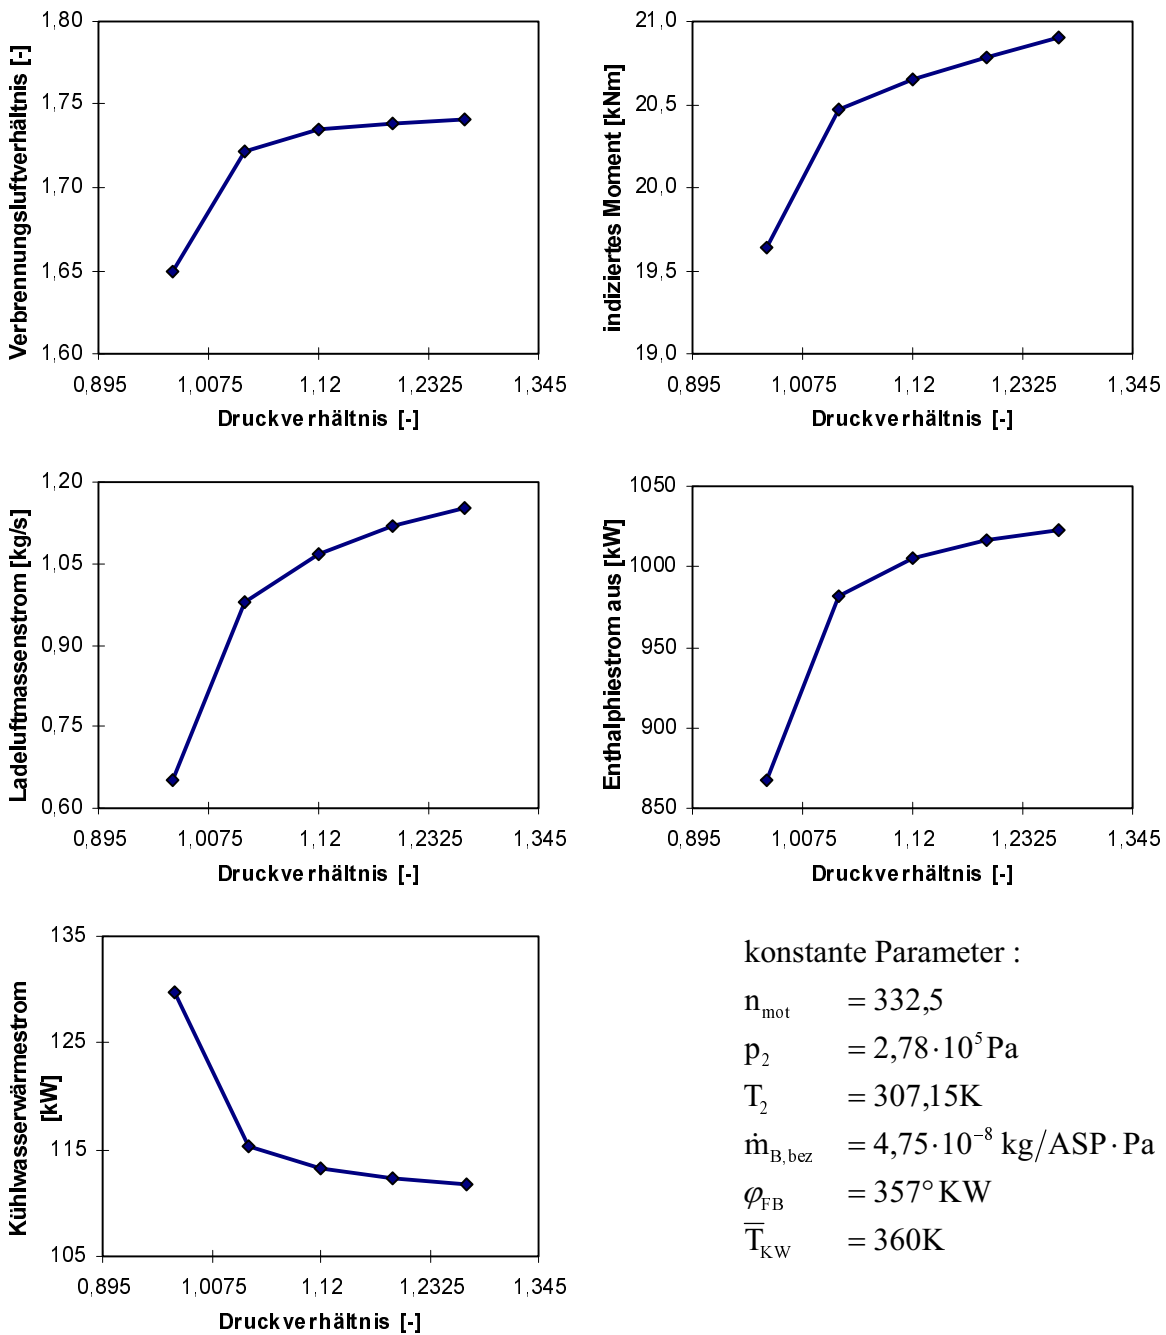 1,80
1,75
1,70
1,65
1,60
Verbrennungsluftverhältnis [-]
0,895 1,0075 1,12 1,2325 1,345
Druckverhältnis [-]
21,0
20,5
20,0
19,5
19,0
indiziertes Moment [kNm]
0,895 1,0075 1,12 1,2325 1,345
Druckverhältnis [-]
1,20
1,05
0,90
0,75
0,60
Ladeluftmassenstrom [kg/s]
0,895 1,0075 1,12 1,2325 1,345
Druckverhältnis [-]
1050
1000
950
900
850
Enthalphiestrom aus [kW]
0,895 1,0075 1,12 1,2325 1,345
Druckverhältnis [-]
135
125
115
105
Kühlwasserwärmestrom
[kW]
0,895 1,0075 1,12 1,2325 1,345
Druckverhältnis [-]
konstante Parameter :
n_mot = 332,5
p_2 = 2,78·10⁵ Pa
T_2 = 307,15K
ṁ_B,bez = 4,75·10⁻⁸ kg/ASP·Pa
φ_FB = 357° KW
T̅_KW = 360K